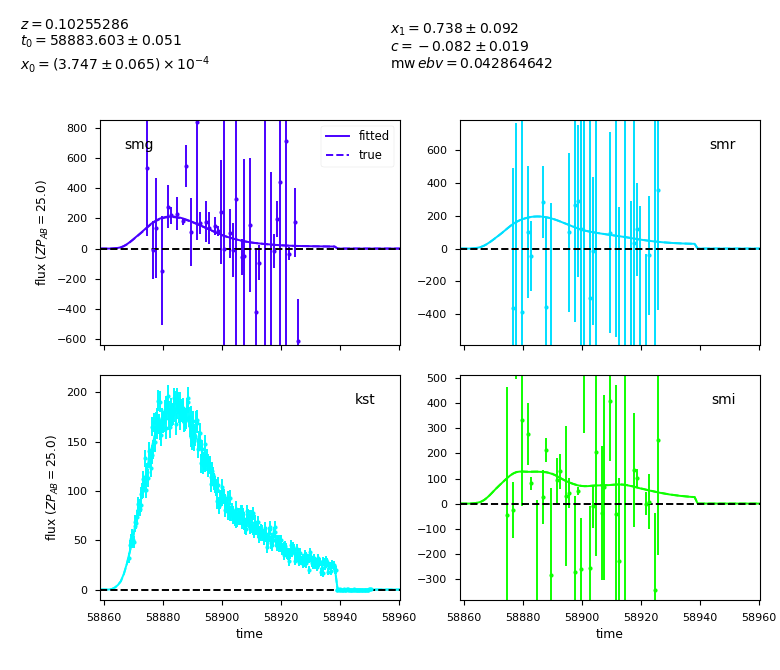 z = 0.10255286
t₀ = 58883.603 ± 0.051
x₀ = (3.747 ± 0.065) × 10⁻⁴
x₁ = 0.738 ± 0.092
c = −0.082 ± 0.019
mw ebv = 0.042864642
smg
fitted
true
800
600
400
200
0
−200
−400
−600
flux (ZP_AB = 25.0)
smr
600
400
200
0
−200
−400
kst
200
150
100
50
0
flux (ZP_AB = 25.0)
58860 58880 58900 58920 58940 58960
time
smi
500
400
300
200
100
0
−100
−200
−300
58860 58880 58900 58920 58940 58960
time